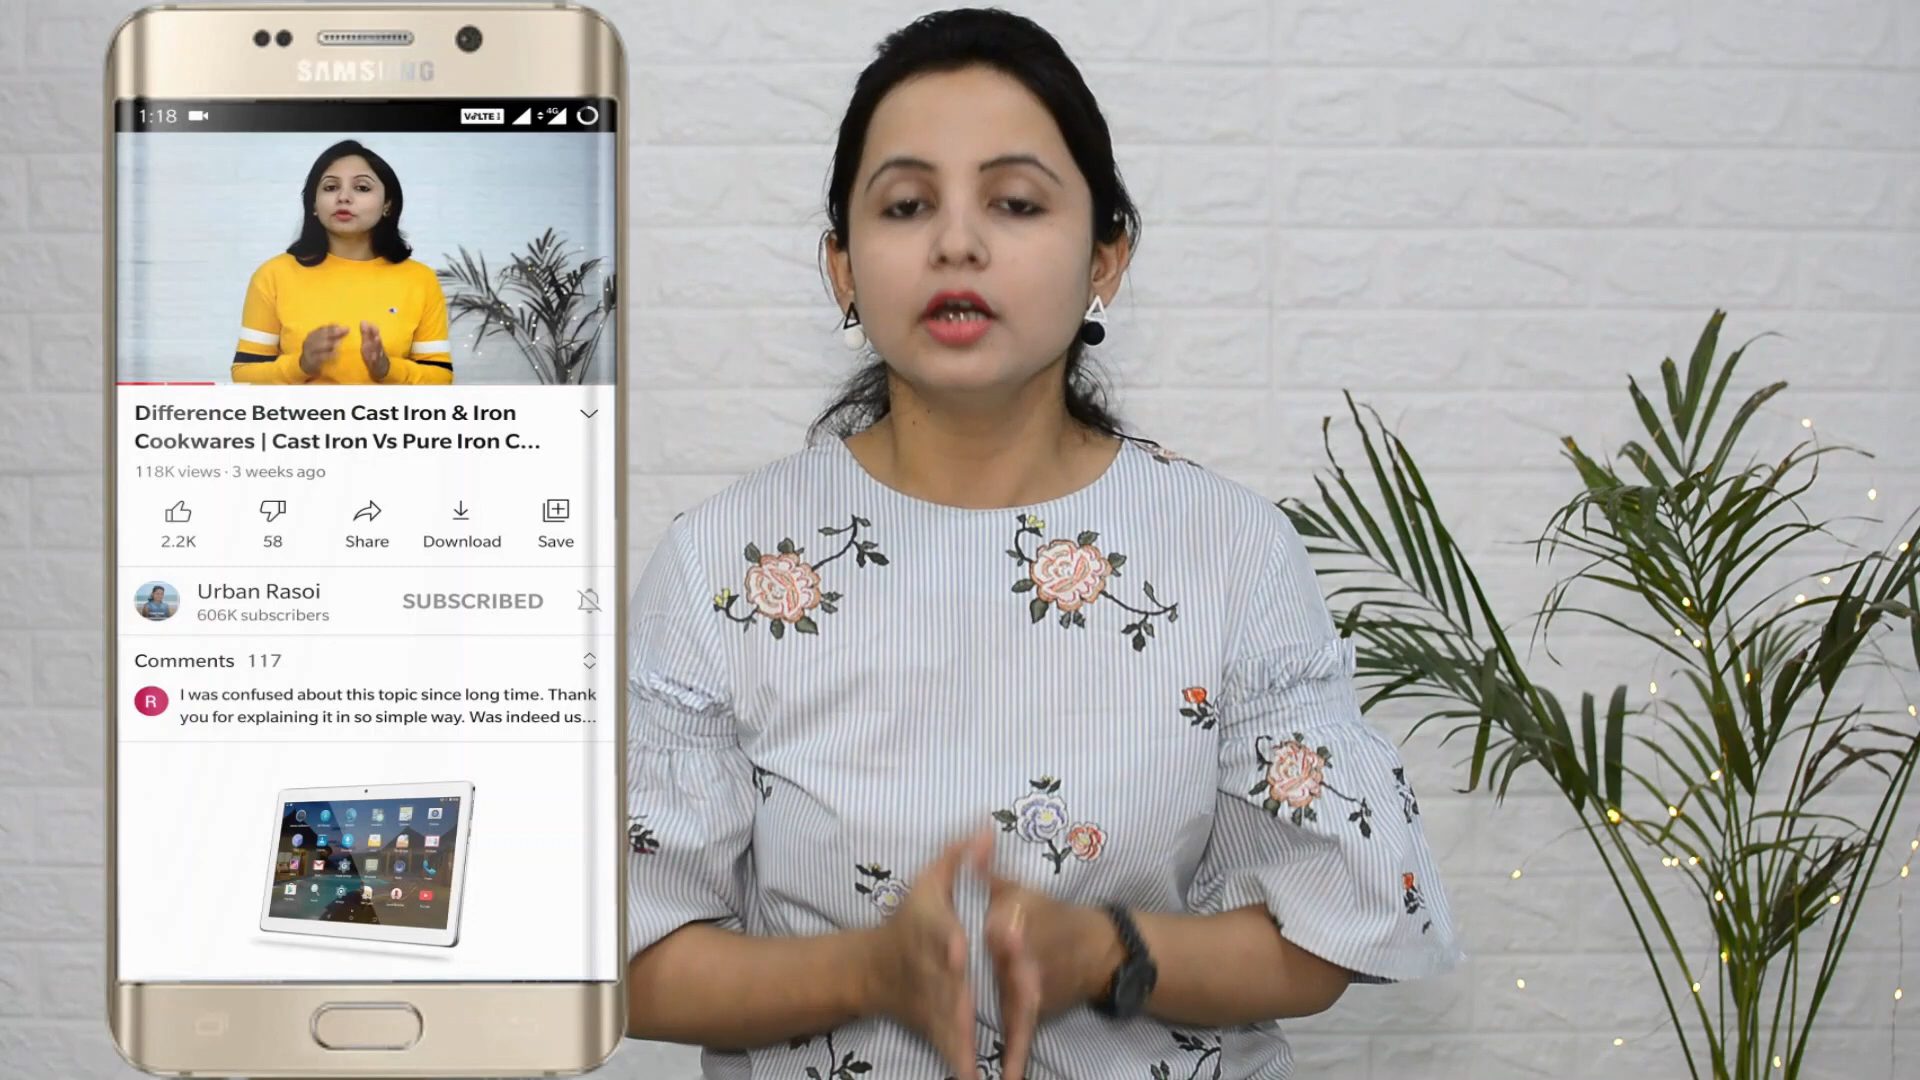 SAMSUNG
1:18
VoLTE 4G
Difference Between Cast Iron & Iron
Cookwares | Cast Iron Vs Pure Iron C...
118K views · 3 weeks ago
2.2K 58 Share Download Save
Urban Rasoi
606K subscribers
SUBSCRIBED
Comments 117
R
I was confused about this topic since long time. Thank
you for explaining it in so simple way. Was indeed us...